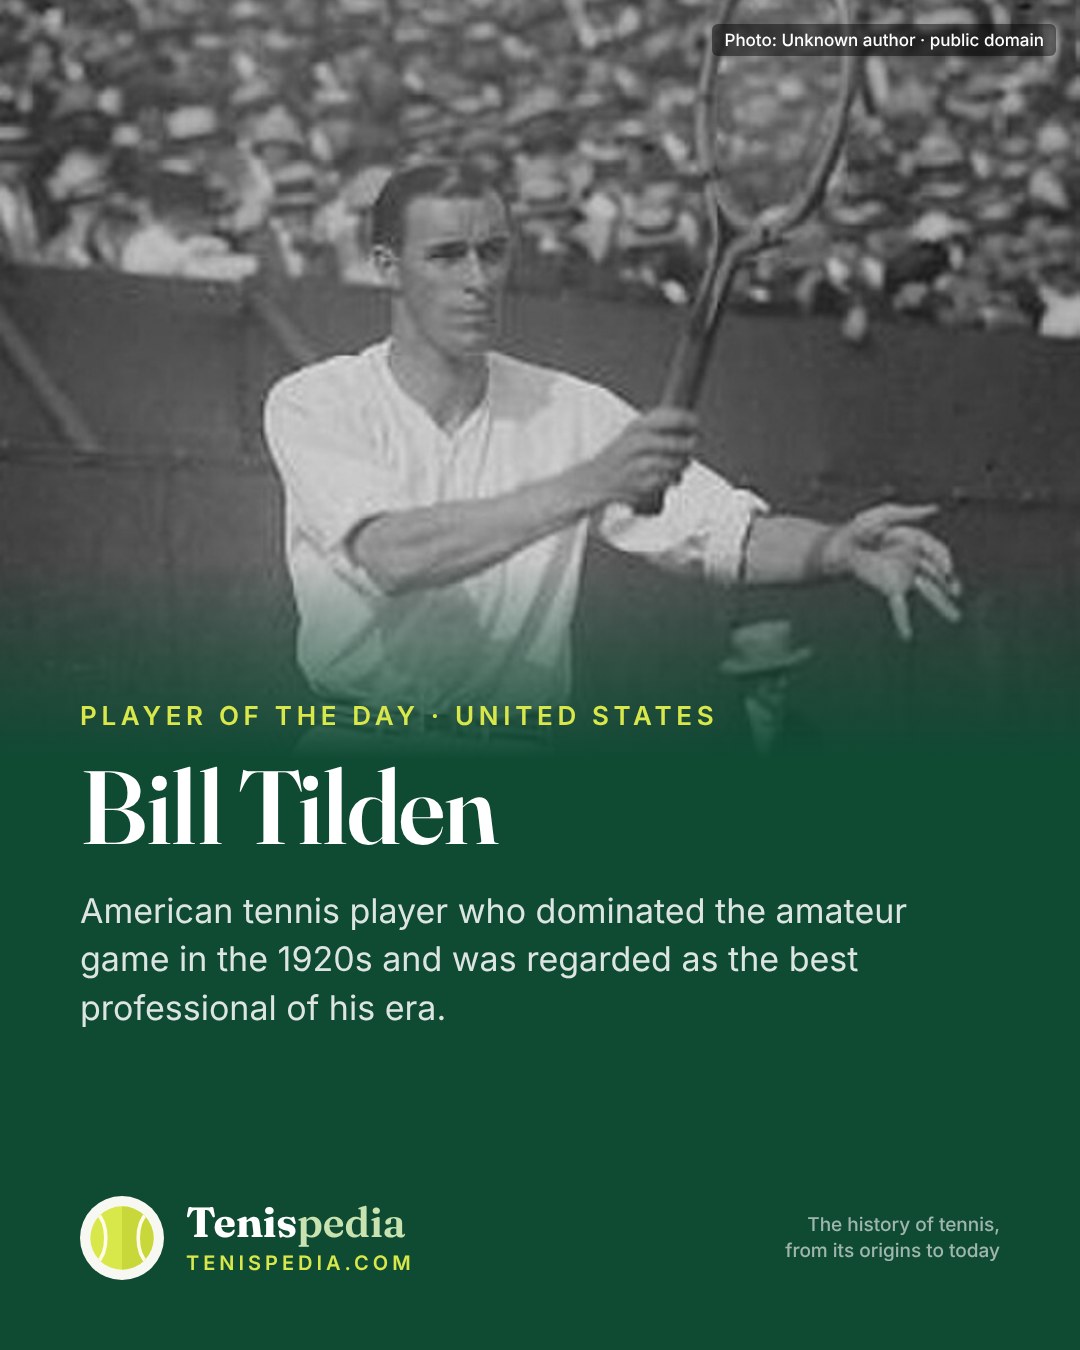 Photo: Unknown author · public domain
PLAYER OF THE DAY · UNITED STATES
Bill Tilden
American tennis player who dominated the amateur
game in the 1920s and was regarded as the best
professional of his era.
Tenispedia
TENISPEDIA.COM
The history of tennis,
from its origins to today